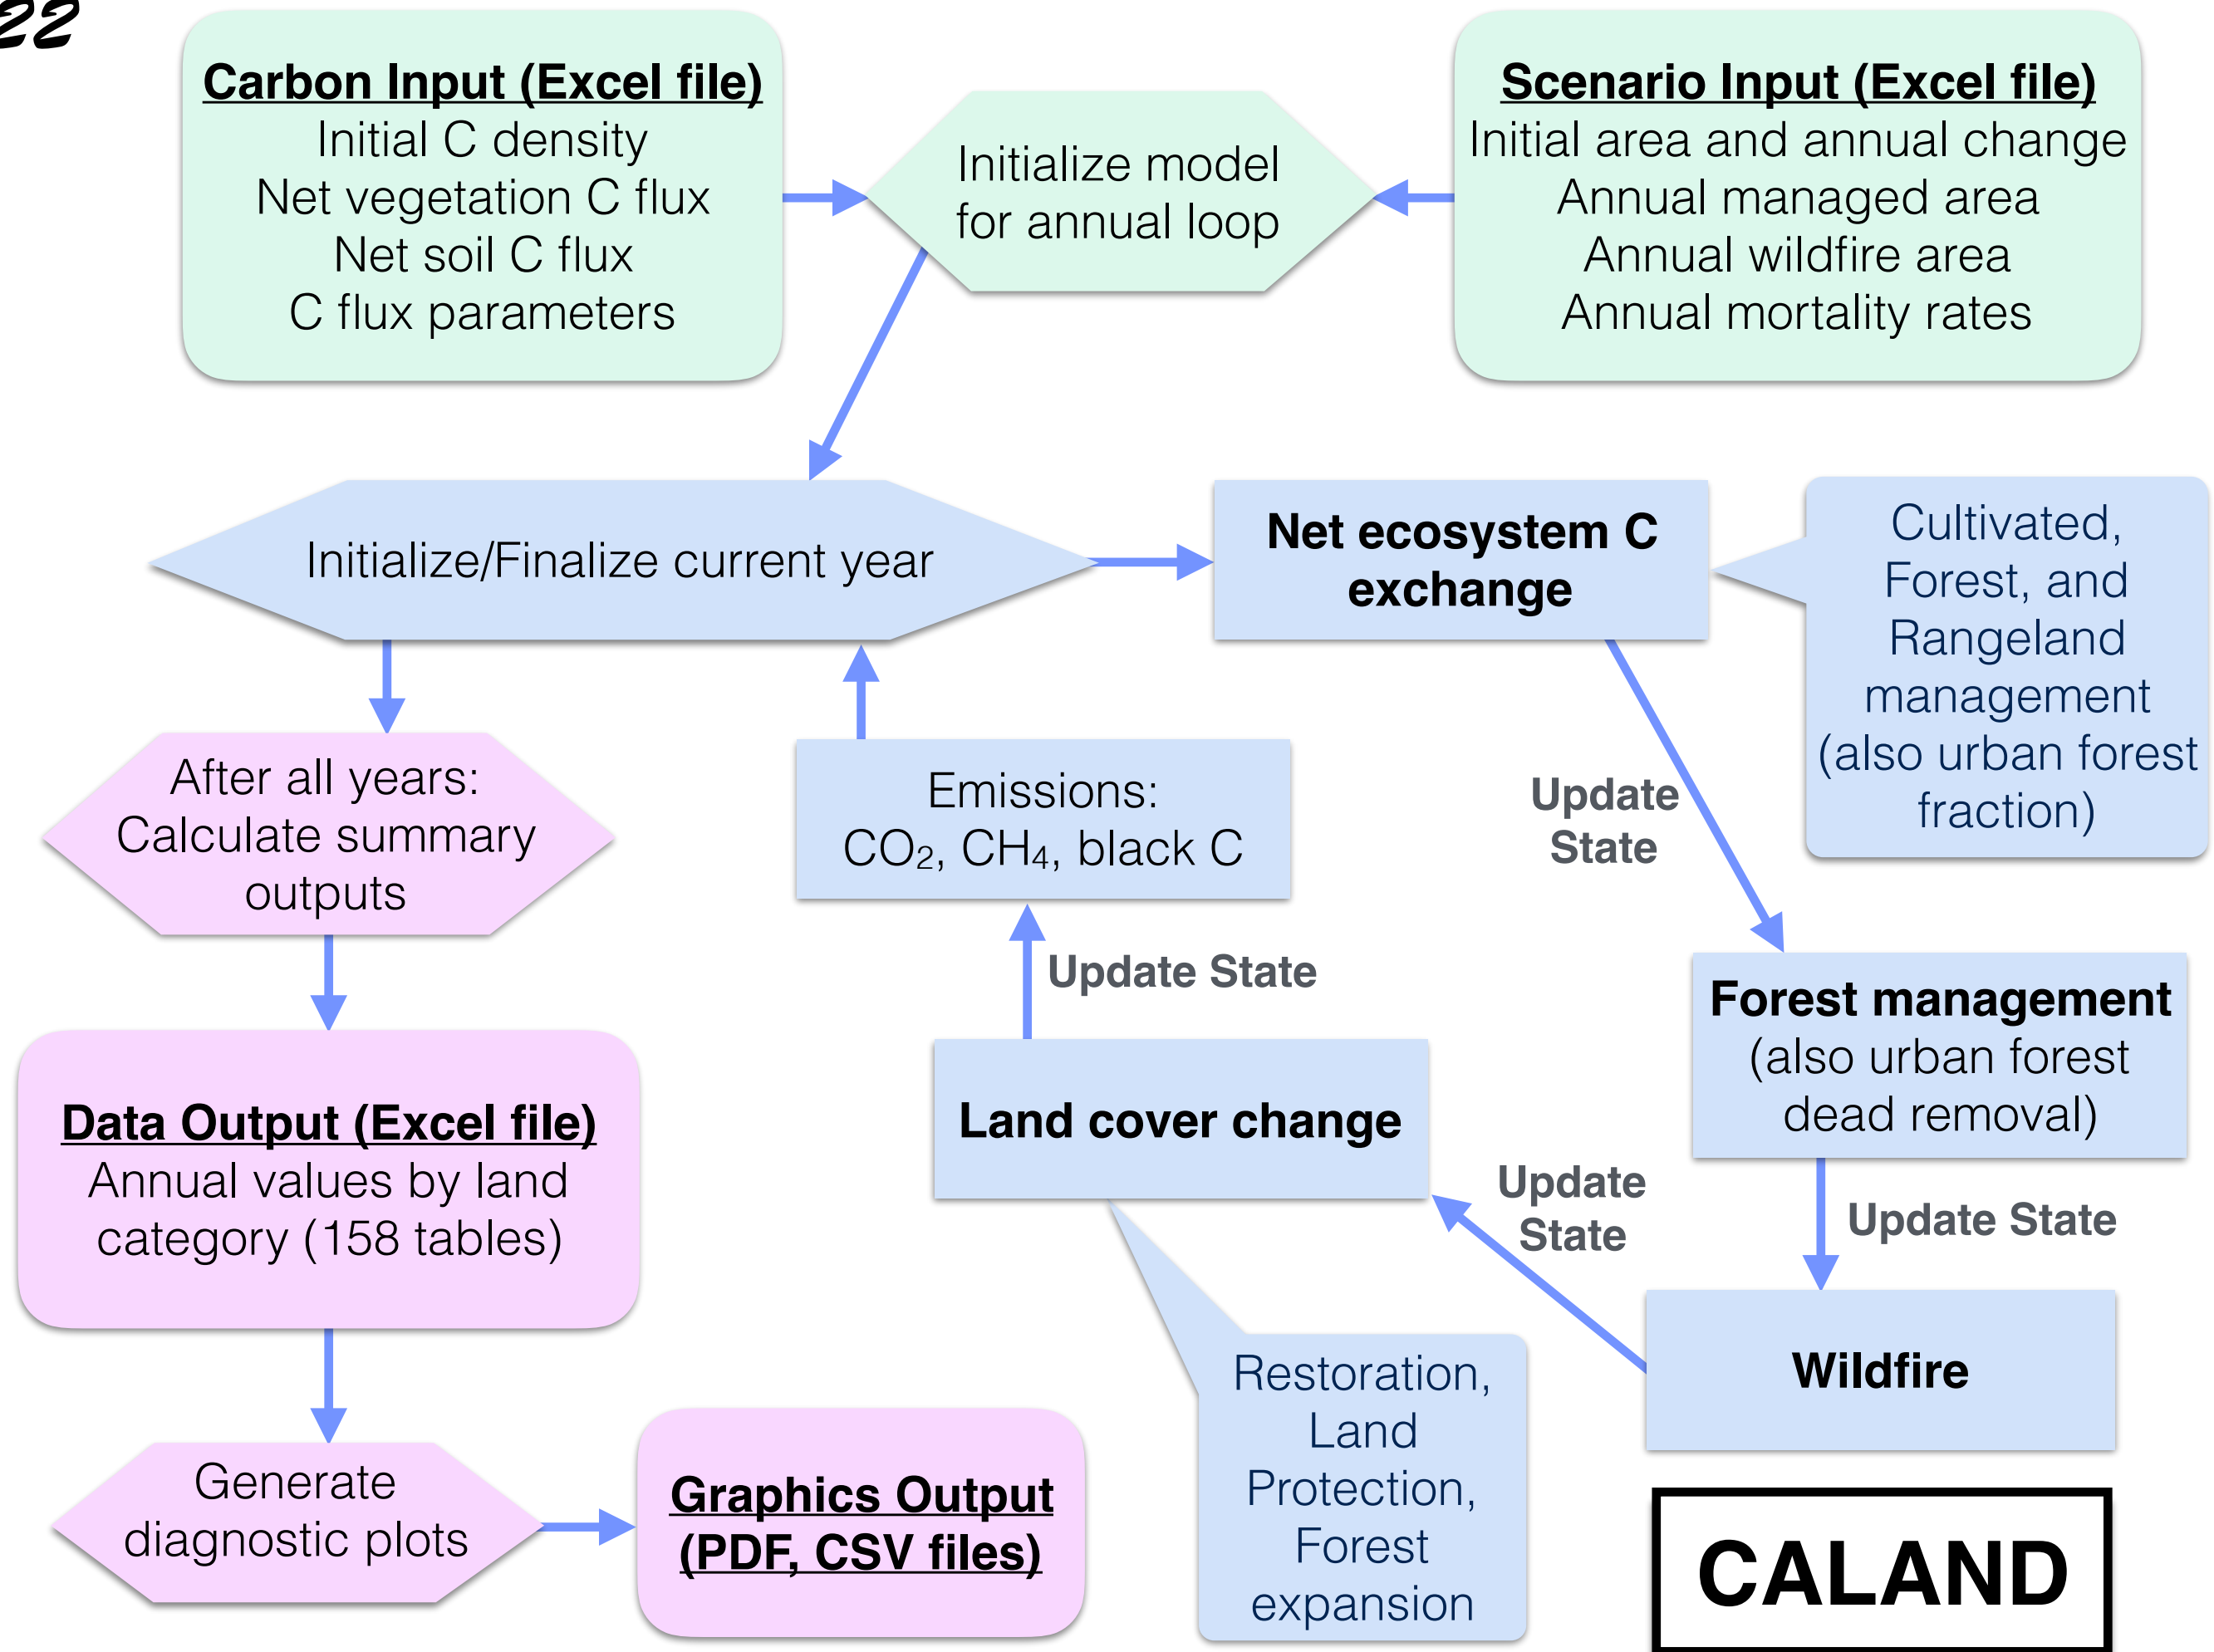 22
Carbon Input (Excel file)
Initial C density
Net vegetation C flux
Net soil C flux
C flux parameters
Initialize model
for annual loop
Scenario Input (Excel file)
Initial area and annual change
Annual managed area
Annual wildfire area
Annual mortality rates
Initialize/Finalize current year
Net ecosystem C
exchange
Cultivated,
Forest, and
Rangeland
management
(also urban forest
fraction)
Update
State
Forest management
(also urban forest
dead removal)
Update State
Wildfire
Update
State
Land cover change
Restoration,
Land
Protection,
Forest
expansion
Update State
Emissions:
CO₂, CH₄, black C
After all years:
Calculate summary
outputs
Data Output (Excel file)
Annual values by land
category (158 tables)
Generate
diagnostic plots
Graphics Output
(PDF, CSV files)
CALAND